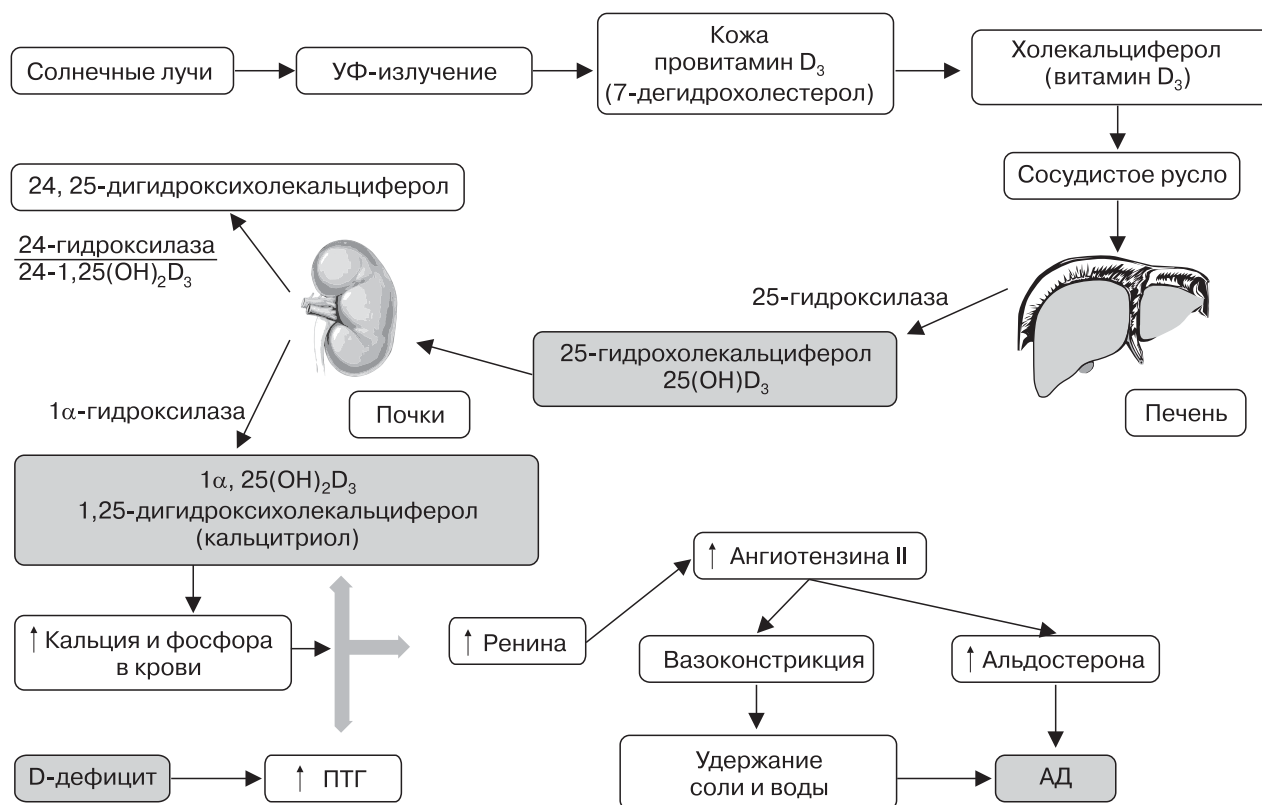 Солнечные лучи
УФ-излучение
Кожа
провитамин D₃
(7-дегидрохолестерол)
Холекальциферол
(витамин D₃)
24, 25-дигидроксихолекальциферол
Сосудистое русло
24-гидроксилаза
24-1,25(OH)₂D₃
25-гидроксилаза
25-гидрохолекальциферол
25(OH)D₃
1α-гидроксилаза
Почки
Печень
1α, 25(OH)₂D₃
1,25-дигидроксихолекальциферол
(кальцитриол)
↑ Ангиотензина II
↑ Кальция и фосфора
в крови
↑ Ренина
Вазоконстрикция
↑ Альдостерона
D-дефицит
↑ ПТГ
Удержание
соли и воды
АД